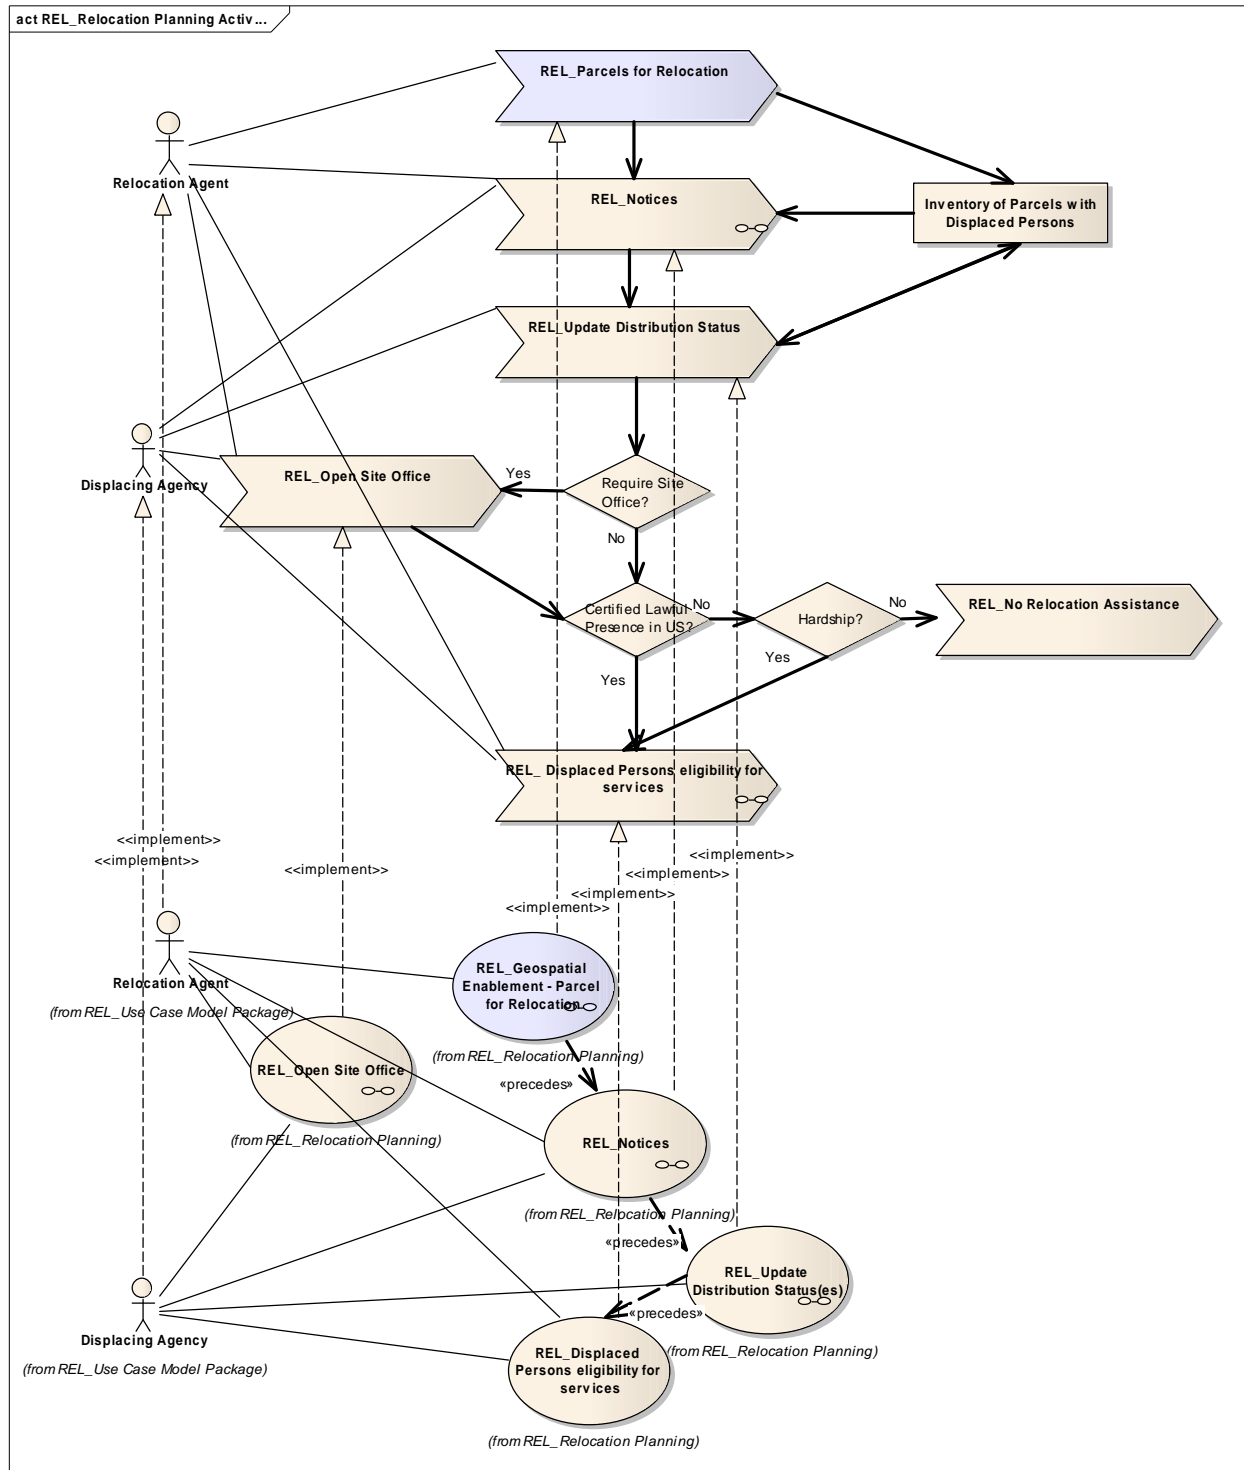 act REL_Relocation Planning Activ...
REL_Parcels for Relocation
Relocation Agent
REL_Notices
Inventory of Parcels with
Displaced Persons
REL_Update Distribution Status
Displacing Agency
REL_Open Site Office
Yes
Require Site
Office?
No
Certified Lawful
Presence in US?
No
Hardship?
No
REL_No Relocation Assistance
Yes
Yes
REL_ Displaced Persons eligibility for
services
<<implement>>
<<implement>>
<<implement>>
<<implement>>
<<implement>>
<<implement>>
<<implement>>
Relocation Agent
(from REL_Use Case Model Package)
REL_Geospatial
Enablement - Parcel
for Relocation
(from REL_Relocation Planning)
REL_Open Site Office
(from REL_Relocation Planning)
«precedes»
REL_Notices
(from REL_Relocation Planning)
«precedes»
REL_Update
Distribution Status(es)
(from REL_Relocation Planning)
«precedes»
Displacing Agency
(from REL_Use Case Model Package)
REL_Displaced
Persons eligibility for
services
(from REL_Relocation Planning)